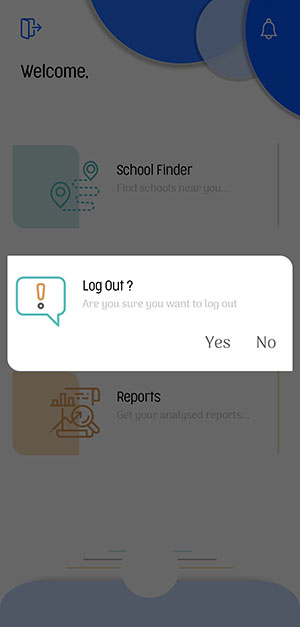 Welcome,
School Finder
Find schools near you...
Log Out ?
Are you sure you want to log out
Yes No
Reports
Get your analysed reports...